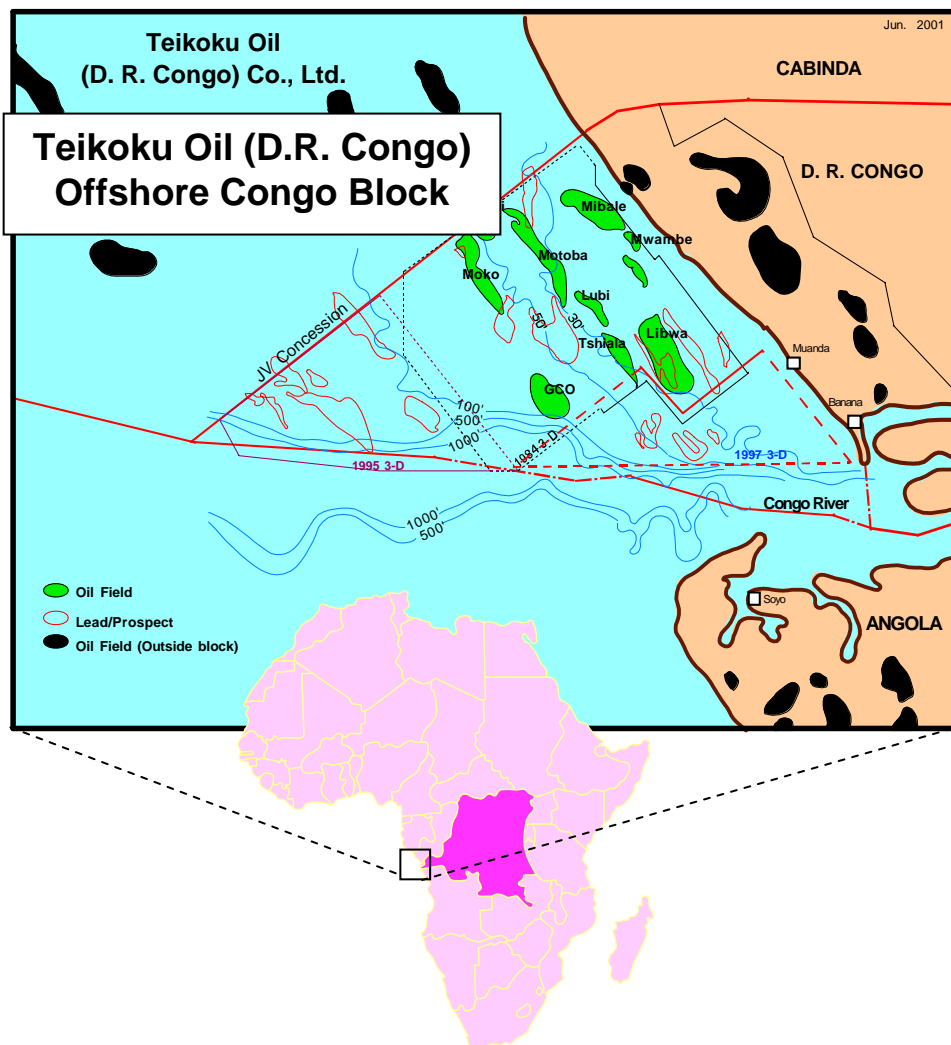 Jun. 2001
Teikoku Oil
(D. R. Congo) Co., Ltd.
CABINDA
Teikoku Oil (D.R. Congo)
Offshore Congo Block
D. R. CONGO
Mibale
Mwambe
Motoba
Moko
Lubi
50'
30'
JV Concession
Tshiala
Libwa
Muanda
GCO
Banana
100'
500'
1000'
1984 3-D
1995 3-D
1997 3-D
Congo River
1000'
500'
Oil Field
Lead/Prospect
Oil Field (Outside block)
Soyo
ANGOLA